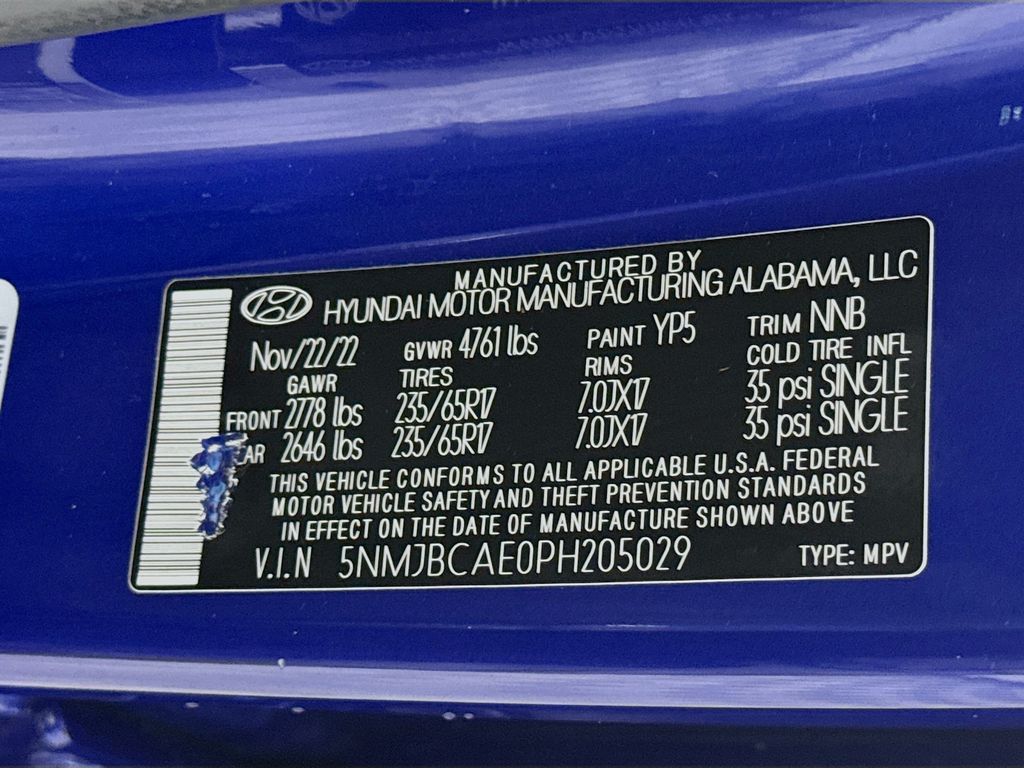 MANUFACTURED BY
HYUNDAI MOTOR MANUFACTURING ALABAMA, LLC
Nov/22/22 GVWR 4761 lbs PAINT YP5 TRIM NNB
GAWR TIRES RIMS COLD TIRE INFL
FRONT 2778 lbs 235/65R17 7.0JX17 35 psi SINGLE
2646 lbs 235/65R17 7.0JX17 35 psi SINGLE
THIS VEHICLE CONFORMS TO ALL APPLICABLE U.S.A. FEDERAL
MOTOR VEHICLE SAFETY AND THEFT PREVENTION STANDARDS
IN EFFECT ON THE DATE OF MANUFACTURE SHOWN ABOVE
V.I.N 5NMJBCAE0PH205029 TYPE: MPV